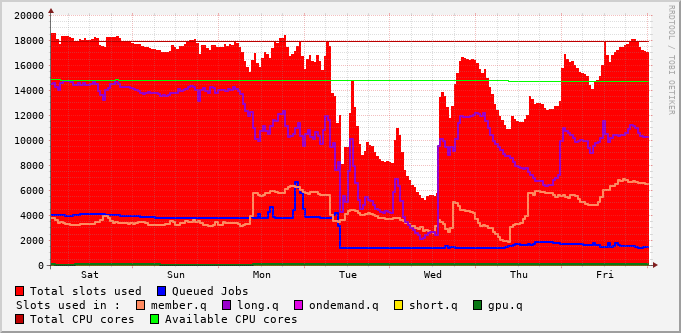 20000
18000
16000
14000
12000
10000
8000
6000
4000
2000
0
Sat Sun Mon Tue Wed Thu Fri
RRDTOOL / TOBI OETIKER
Total slots used Queued Jobs
Slots used in : member.q long.q ondemand.q short.q gpu.q
Total CPU cores Available CPU cores